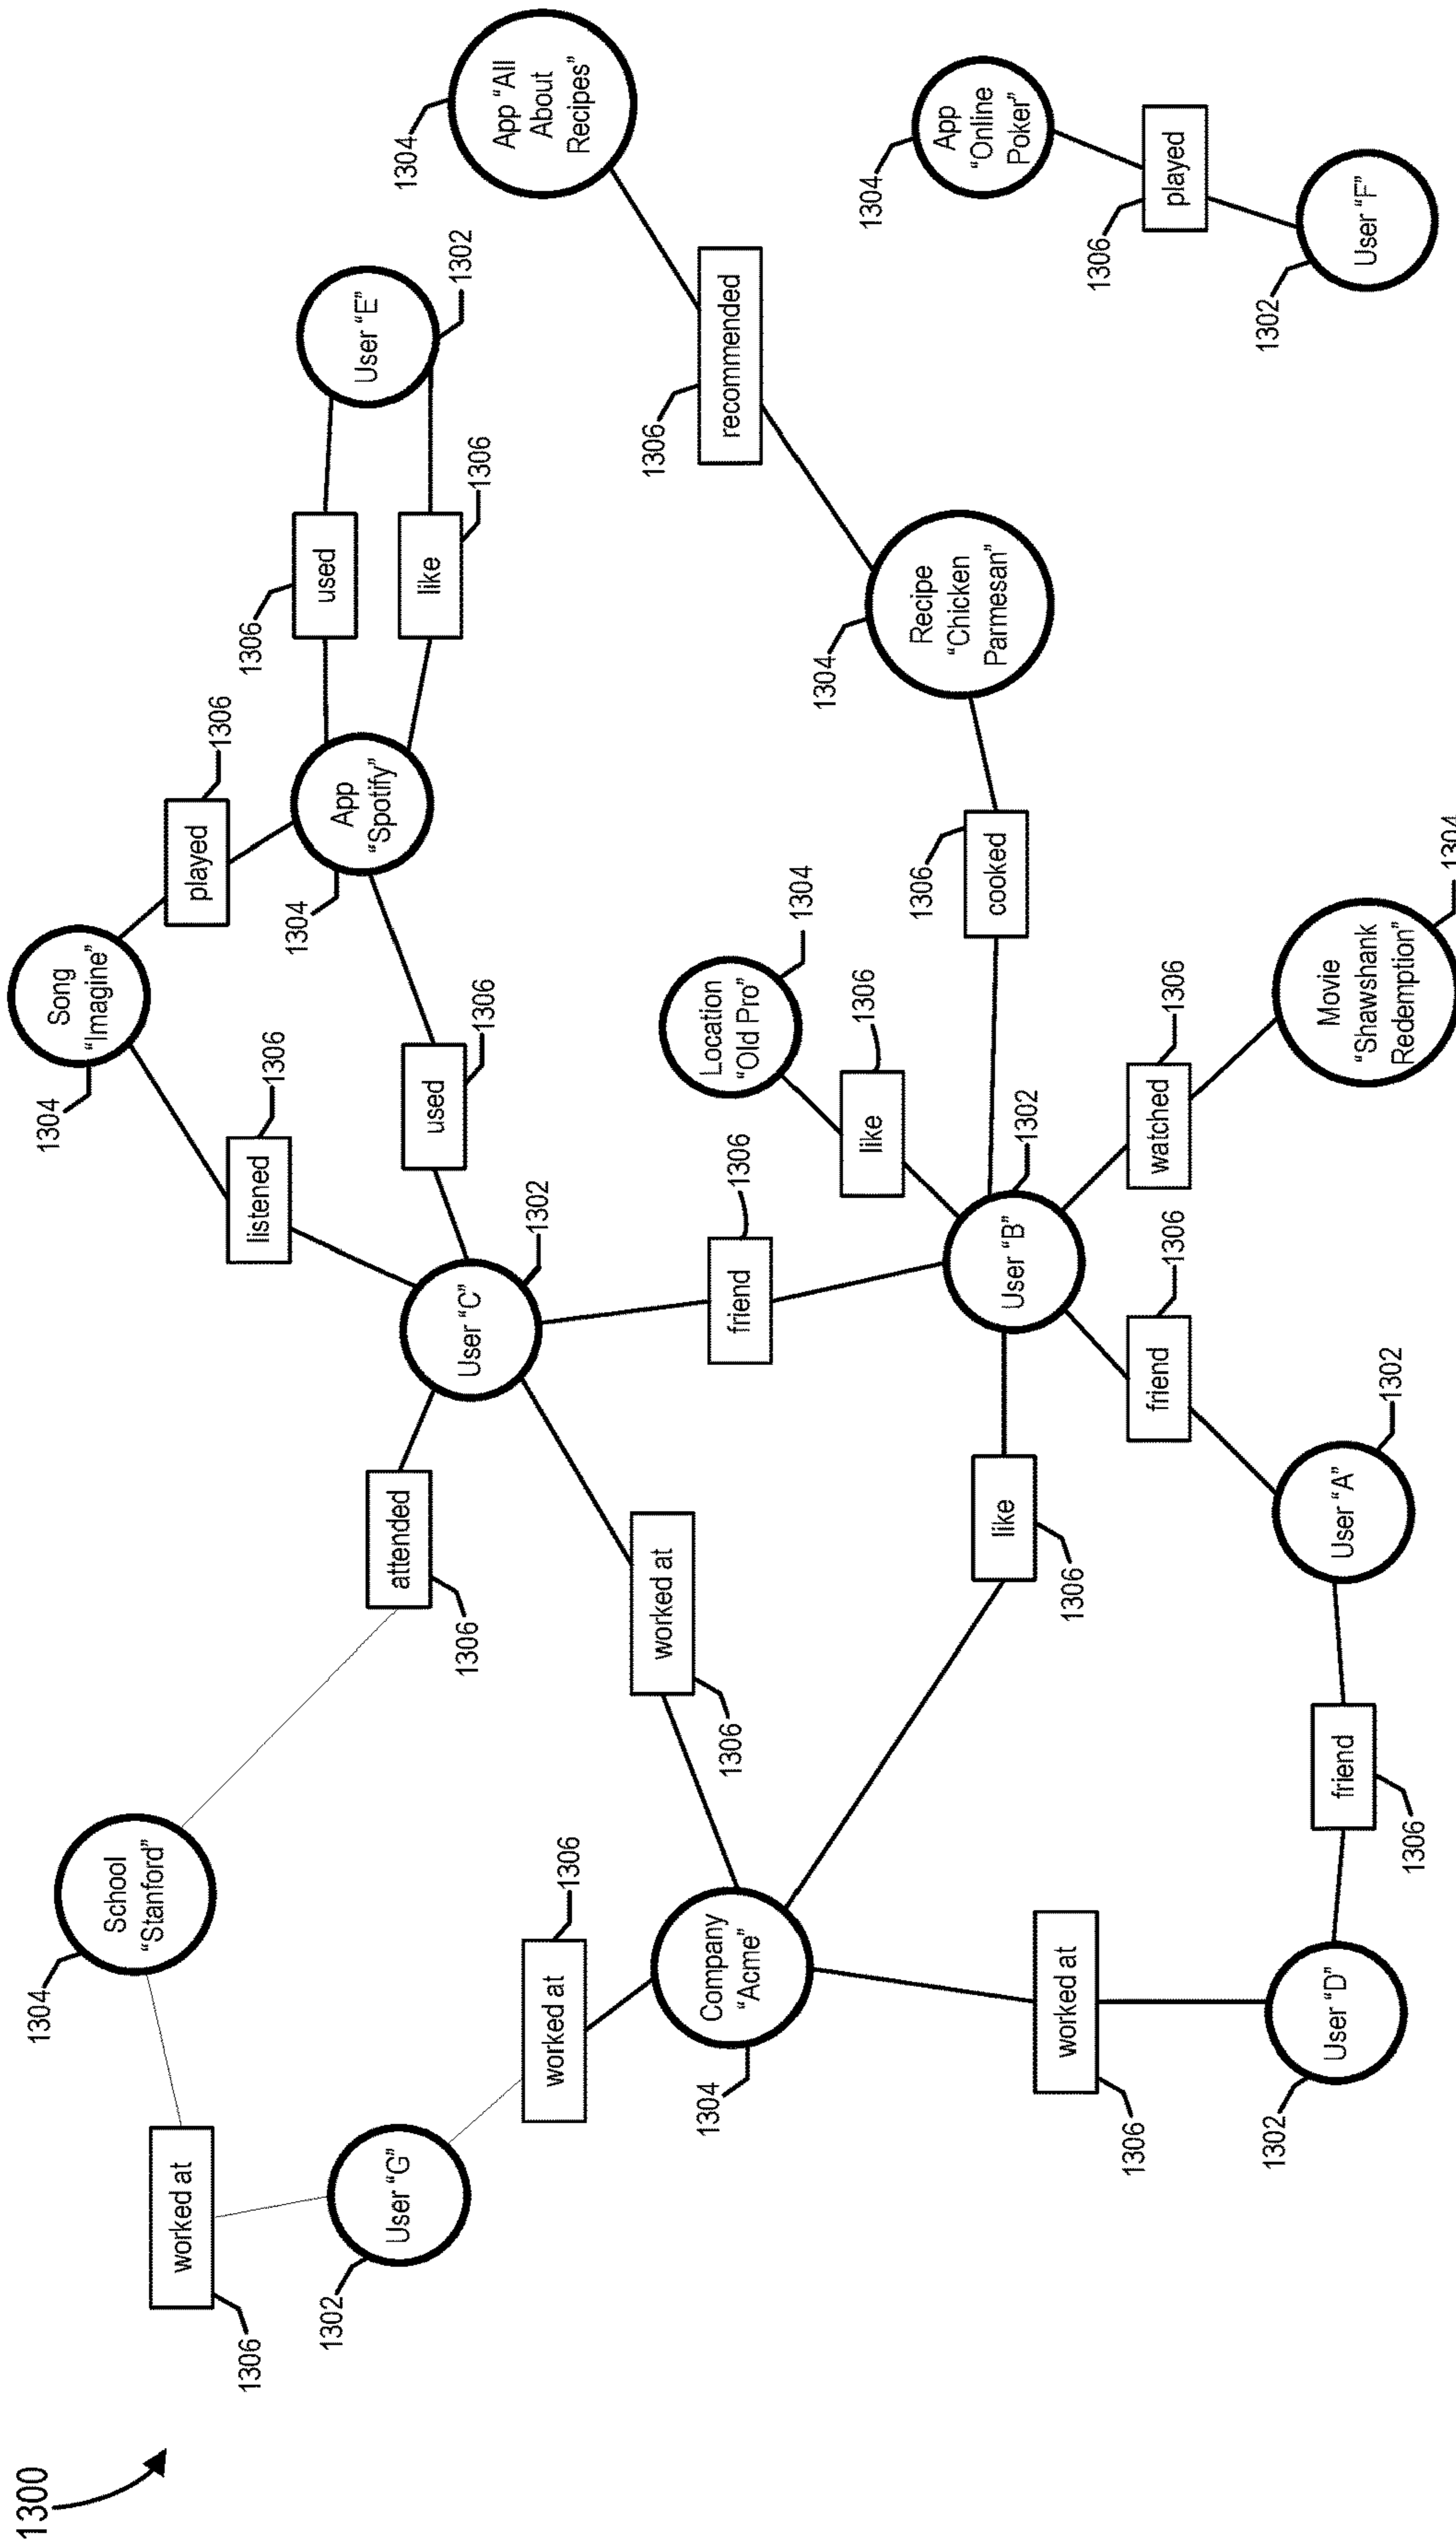 1300
1304
1304
Song
"Imagine"
School
"Stanford"
worked at
played
1306
1306
1306
listened
1306
1304
used
1302
App
"Spotify"
User "E"
User "G"
attended
1304
like
used
1302
1306
User "C"
1306
1306
App "All
About
Recipes"
1302
worked at
1306
1306
worked at
1304
Company
"Acme"
1306
recommended
friend
1306
Location
"Old Pro"
1304
1304
1306
like
1304
1306
Recipe
"Chicken
Parmesan"
App
"Online
Poker"
cooked
like
User "B"
1302
worked at
1306
1306
1306
friend
watched
1306
1306
played
1302
1302
User "D"
friend
User "A"
Movie
"Shawshank
Redemption"
User "F"
1302
1306
1304